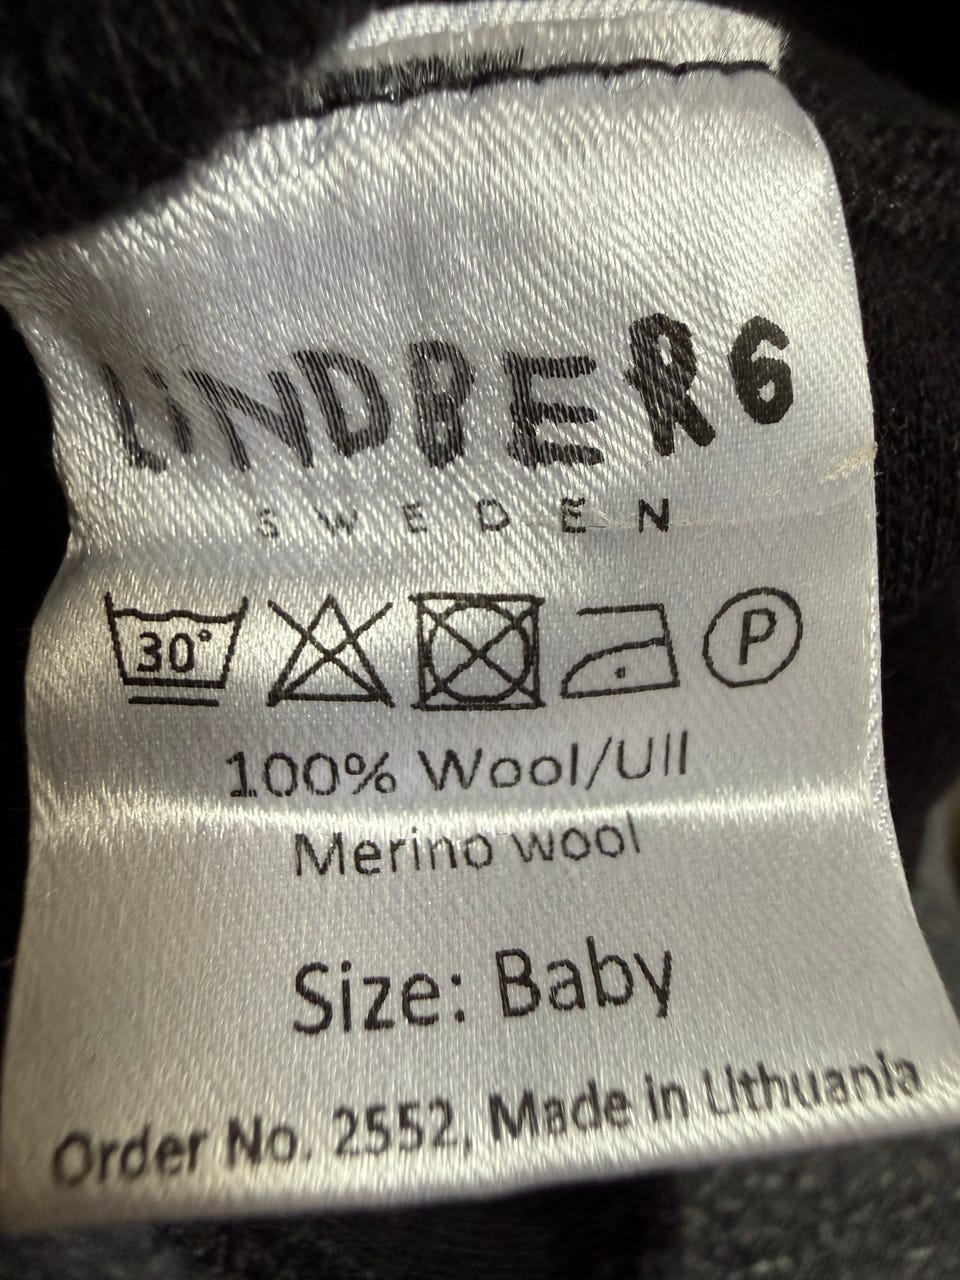 LINDBERG
SWEDEN
30°
P
100% Wool/Ull
Merino wool
Size: Baby
Order No. 2552, Made in Lithuania